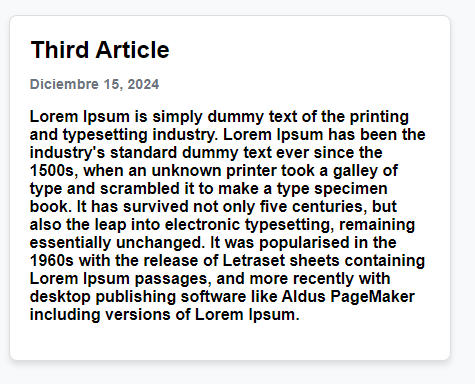 Third Article
Diciembre 15, 2024
Lorem Ipsum is simply dummy text of the printing
and typesetting industry. Lorem Ipsum has been the
industry's standard dummy text ever since the
1500s, when an unknown printer took a galley of
type and scrambled it to make a type specimen
book. It has survived not only five centuries, but
also the leap into electronic typesetting, remaining
essentially unchanged. It was popularised in the
1960s with the release of Letraset sheets containing
Lorem Ipsum passages, and more recently with
desktop publishing software like Aldus PageMaker
including versions of Lorem Ipsum.